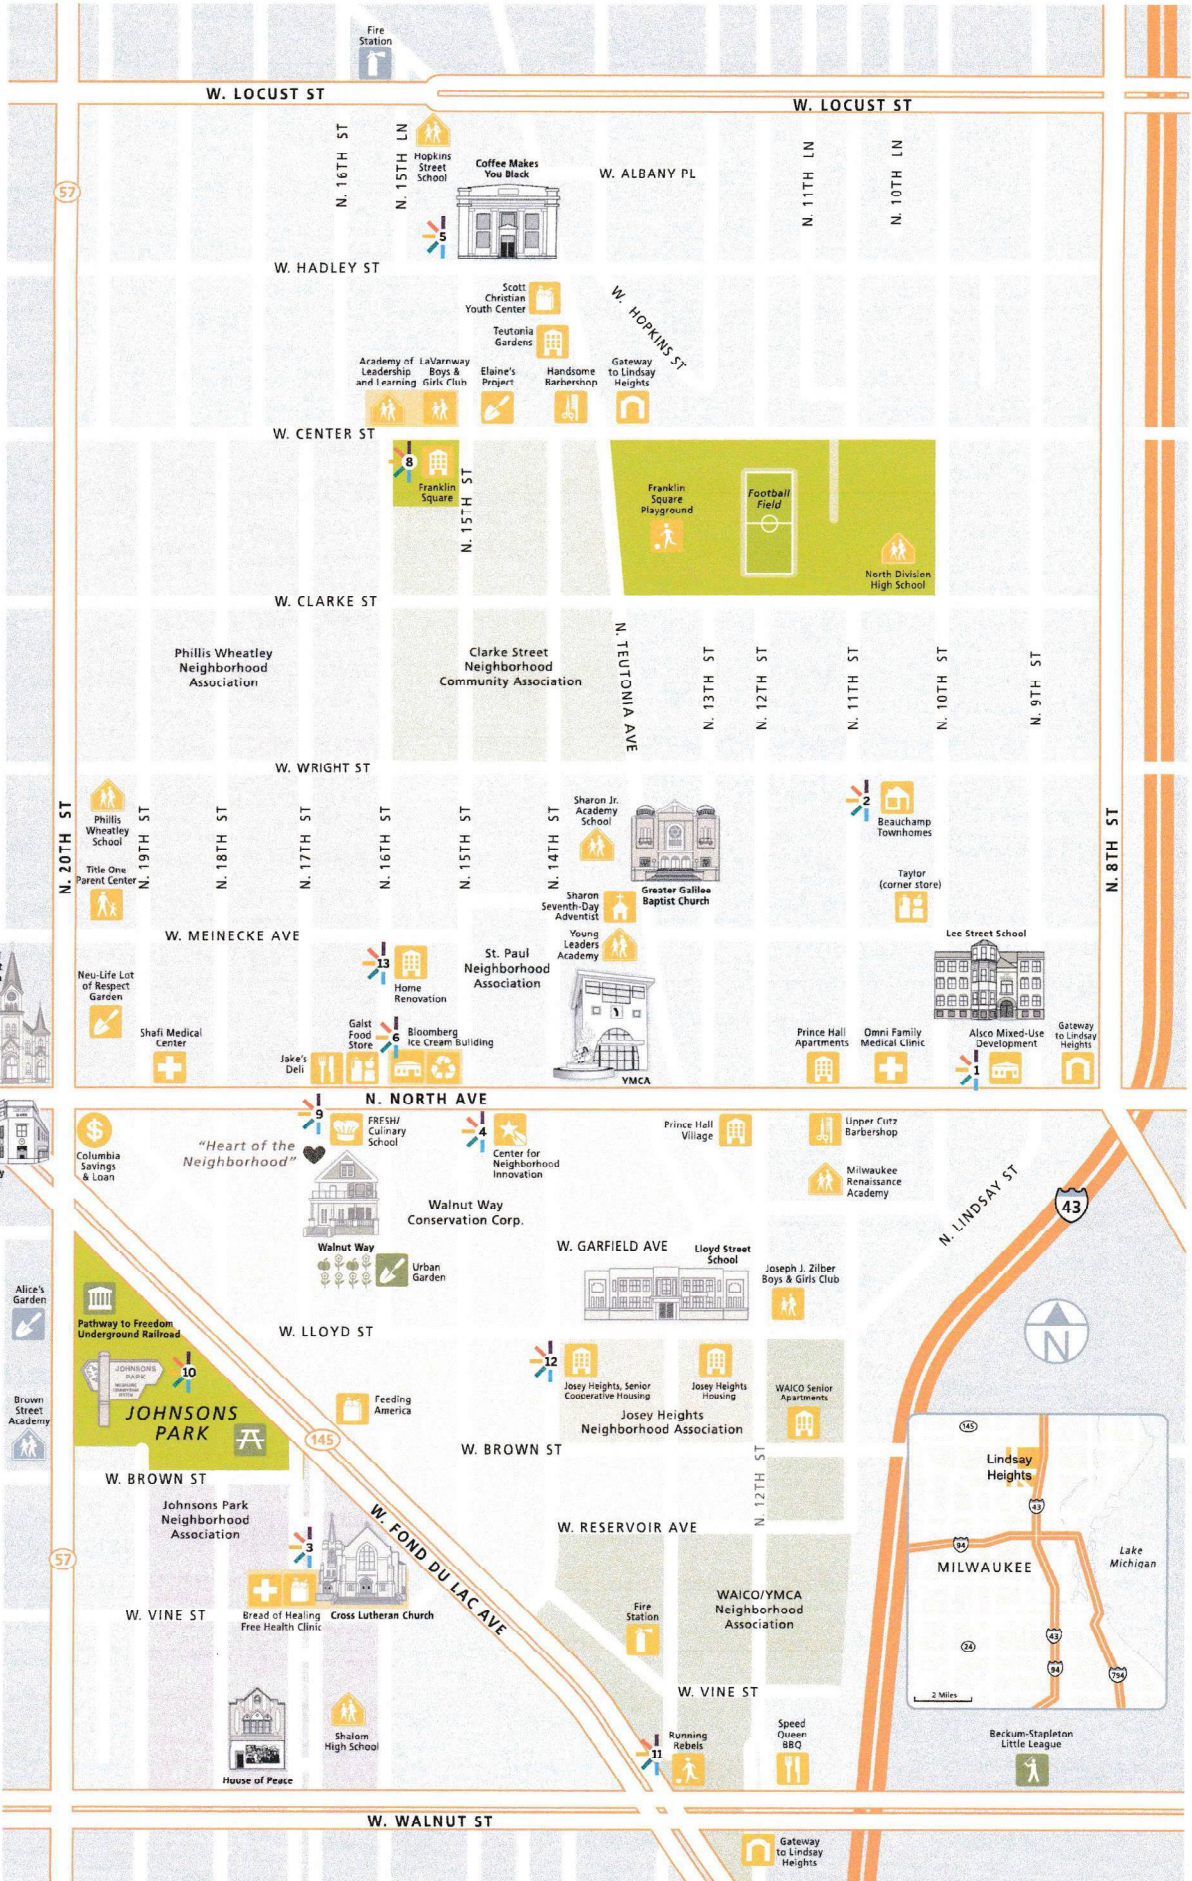 Fire
Station
W. LOCUST ST
W. LOCUST ST
N. 16TH ST
N. 15TH LN
Hopkins
Street
School
Coffee Makes
You Black
W. ALBANY PL
N. 11TH LN
N. 10TH LN
57
5
W. HADLEY ST
Scott
Christian
Youth Center
W. HOPKINS ST
Teutonia
Gardens
Academy of
Leadership
and Learning
LaVarnway
Boys &
Girls Club
Elaine's
Project
Handsome
Barbershop
Gateway
to Lindsay
Heights
W. CENTER ST
8
Franklin
Square
N. 15TH ST
Franklin
Square
Playground
Football
Field
North Division
High School
W. CLARKE ST
Phillis Wheatley
Neighborhood
Association
Clarke Street
Neighborhood
Community Association
N. TEUTONIA AVE
N. 13TH ST
N. 12TH ST
N. 11TH ST
N. 10TH ST
N. 9TH ST
W. WRIGHT ST
N. 20TH ST
Phillis
Wheatley
School
N. 19TH ST
N. 18TH ST
N. 17TH ST
N. 16TH ST
N. 15TH ST
N. 14TH ST
Sharon Jr.
Academy
School
2
Beauchamp
Townhomes
N. 8TH ST
Title One
Parent Center
Greater Galilee
Baptist Church
Taylor
(corner store)
Sharon
Seventh-Day
Adventist
W. MEINECKE AVE
Young
Leaders
Academy
Lee Street School
13
Home
Renovation
St. Paul
Neighborhood
Association
Neu-Life Lot
of Respect
Garden
Shafi Medical
Center
Jake's
Deli
Galst
Food
Store
6
Bloomberg
Ice Cream Building
YMCA
Prince Hall
Apartments
Omni Family
Medical Clinic
Alsco Mixed-Use
Development
1
Gateway
to Lindsay
Heights
N. NORTH AVE
$
Columbia
Savings
& Loan
9
FRESH/
Culinary
School
4
Center for
Neighborhood
Innovation
Prince Hall
Village
Upper Cutz
Barbershop
"Heart of the
Neighborhood"
Milwaukee
Renaissance
Academy
N. LINDSAY ST
43
Walnut Way
Conservation Corp.
Walnut Way
Urban
Garden
W. GARFIELD AVE
Lloyd Street
School
Joseph J. Zilber
Boys & Girls Club
Alice's
Garden
Pathway to Freedom
Underground Railroad
W. LLOYD ST
N
JOHNSONS
PARK
10
JOHNSONS
PARK
12
Josey Heights, Senior
Cooperative Housing
Josey Heights
Housing
WAICO Senior
Apartments
Brown
Street
Academy
Feeding
America
Josey Heights
Neighborhood Association
145
W. BROWN ST
W. BROWN ST
N. 12TH ST
Johnsons Park
Neighborhood
Association
W. FOND DU LAC AVE
W. RESERVOIR AVE
57
3
Bread of Healing
Free Health Clinic
Cross Lutheran Church
W. VINE ST
Fire
Station
WAICO/YMCA
Neighborhood
Association
W. VINE ST
145
Lindsay
Heights
43
94
MILWAUKEE
Lake
Michigan
24
43
94
794
2 Miles
House of Peace
Shalom
High School
11
Running
Rebels
Speed
Queen
BBQ
Beckum-Stapleton
Little League
W. WALNUT ST
Gateway
to Lindsay
Heights